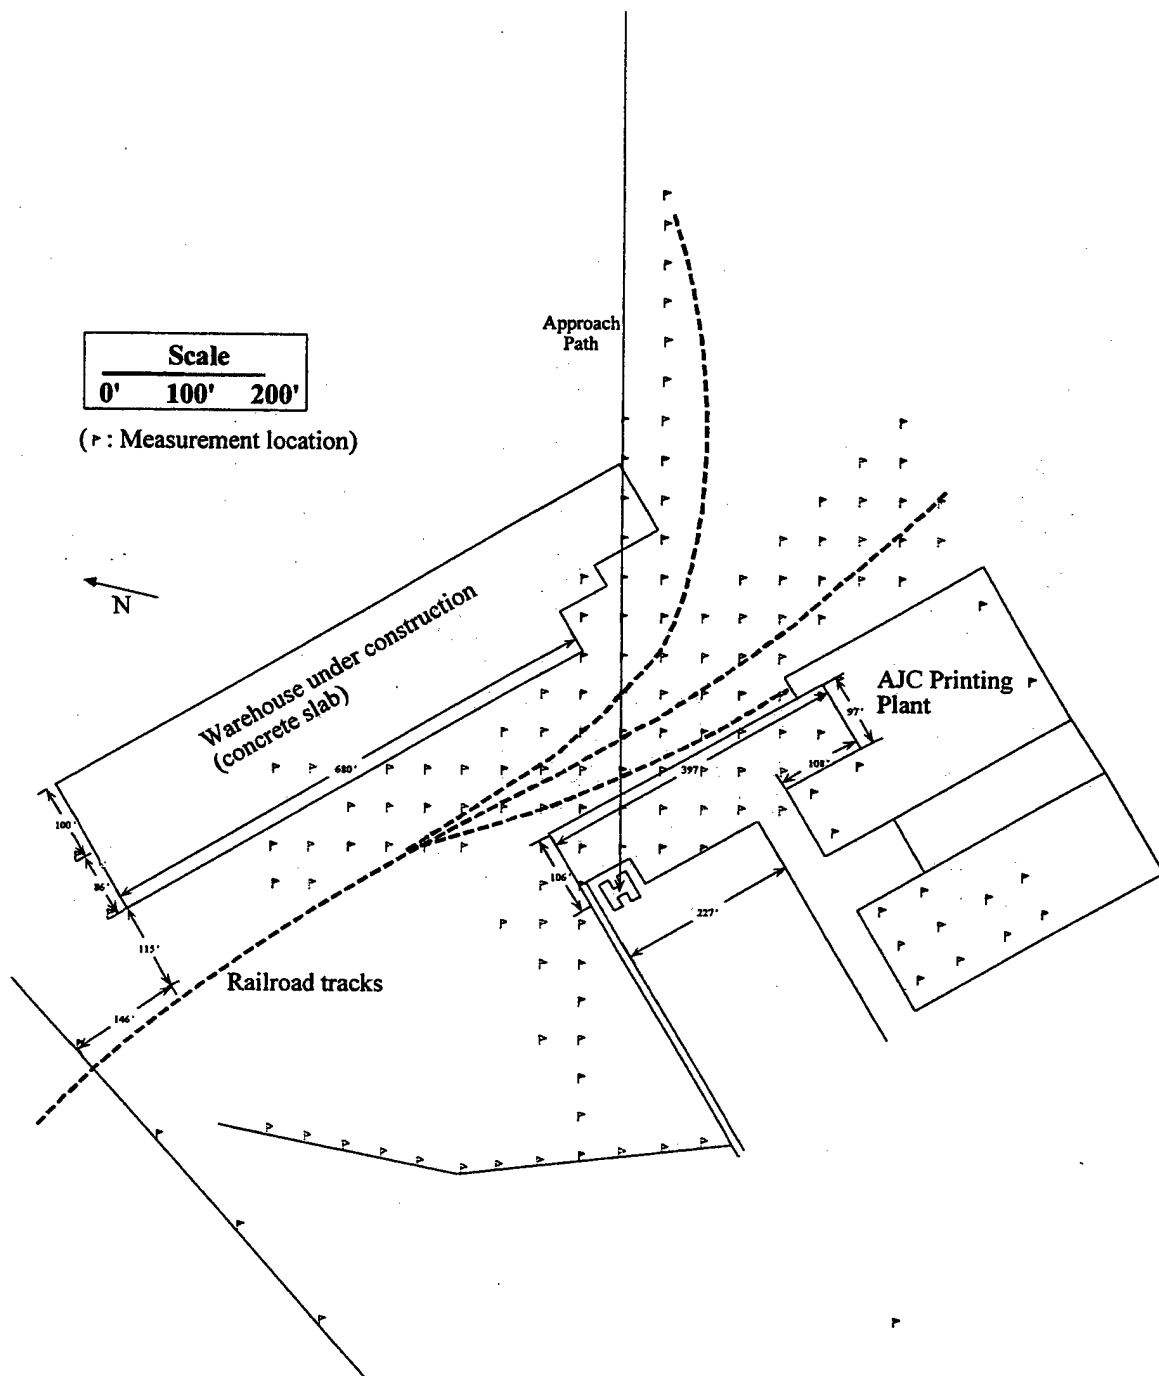 Approach
Path
Scale
0' 100' 200'
( : Measurement location)
N
Warehouse under construction
(concrete slab)
AJC Printing
Plant
97'
680'
397'
108'
100'
86'
106'
227'
115'
Railroad tracks
146'
H